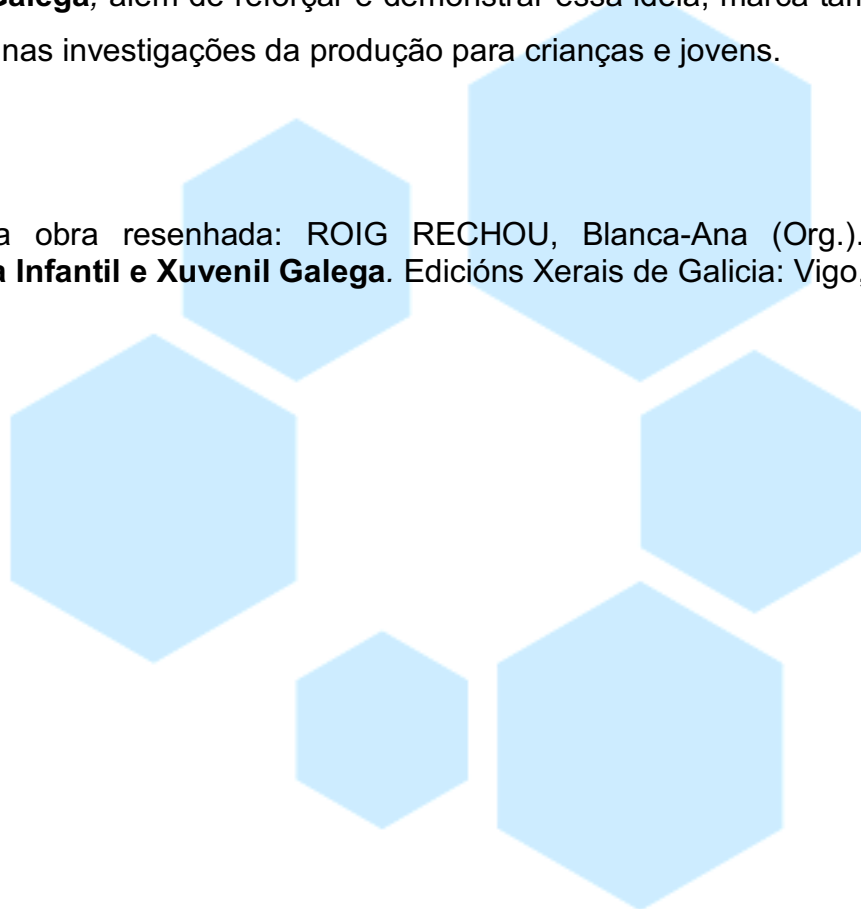 Galega, além de reforçar e demonstrar essa ideia, marca
nas investigações da produção para crianças e jovens.
a obra resenhada: ROIG RECHOU, Blanca-Ana (Org.).
a Infantil e Xuvenil Galega. Edicións Xerais de Galicia: Vigo,